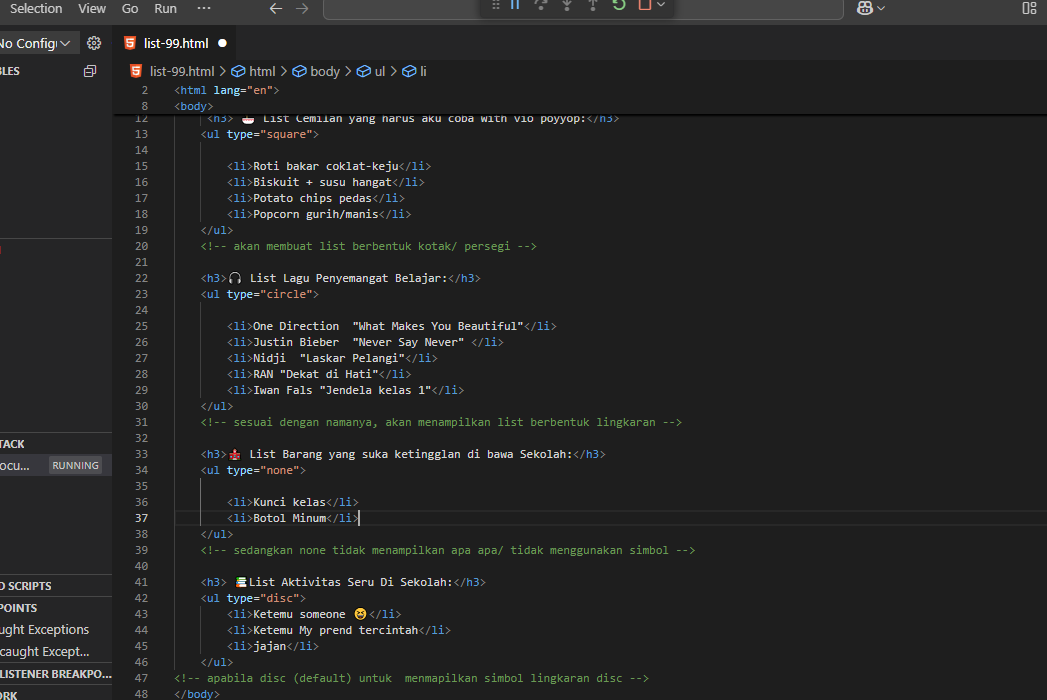 Selection View Go Run ···
No Config
list-99.html
list-99.html > html > body > ul > li
2 <html lang="en">
8 <body>
12 <h3> 🍚 List Cemilan yang harus aku coba with vio poyyop:</h3>
13 <ul type="square">
14
15 <li>Roti bakar coklat-keju</li>
16 <li>Biskuit + susu hangat</li>
17 <li>Potato chips pedas</li>
18 <li>Popcorn gurih/manis</li>
19 </ul>
20 <!-- akan membuat list berbentuk kotak/ persegi -->
21
22 <h3>🎧 List Lagu Penyemangat Belajar:</h3>
23 <ul type="circle">
24
25 <li>One Direction  "What Makes You Beautiful"</li>
26 <li>Justin Bieber  "Never Say Never" </li>
27 <li>Nidji  "Laskar Pelangi"</li>
28 <li>RAN "Dekat di Hati"</li>
29 <li>Iwan Fals "Jendela kelas 1"</li>
30 </ul>
31 <!-- sesuai dengan namanya, akan menampilkan list berbentuk lingkaran -->
32
33 <h3>🏫 List Barang yang suka ketingglan di bawa Sekolah:</h3>
34 <ul type="none">
35
36 <li>Kunci kelas</li>
37 <li>Botol Minum</li>
38 </ul>
39 <!-- sedangkan none tidak menampilkan apa apa/ tidak menggunakan simbol -->
40
41 <h3> 📚List Aktivitas Seru Di Sekolah:</h3>
42 <ul type="disc">
43 <li>Ketemu someone 😆</li>
44 <li>Ketemu My prend tercintah</li>
45 <li>jajan</li>
46 </ul>
47 <!-- apabila disc (default) untuk  menmapilkan simbol lingkaran disc -->
48 </body>
BLES
TACK
ocu... RUNNING
D SCRIPTS
POINTS
ught Exceptions
caught Except...
LISTENER BREAKPO...
ORK